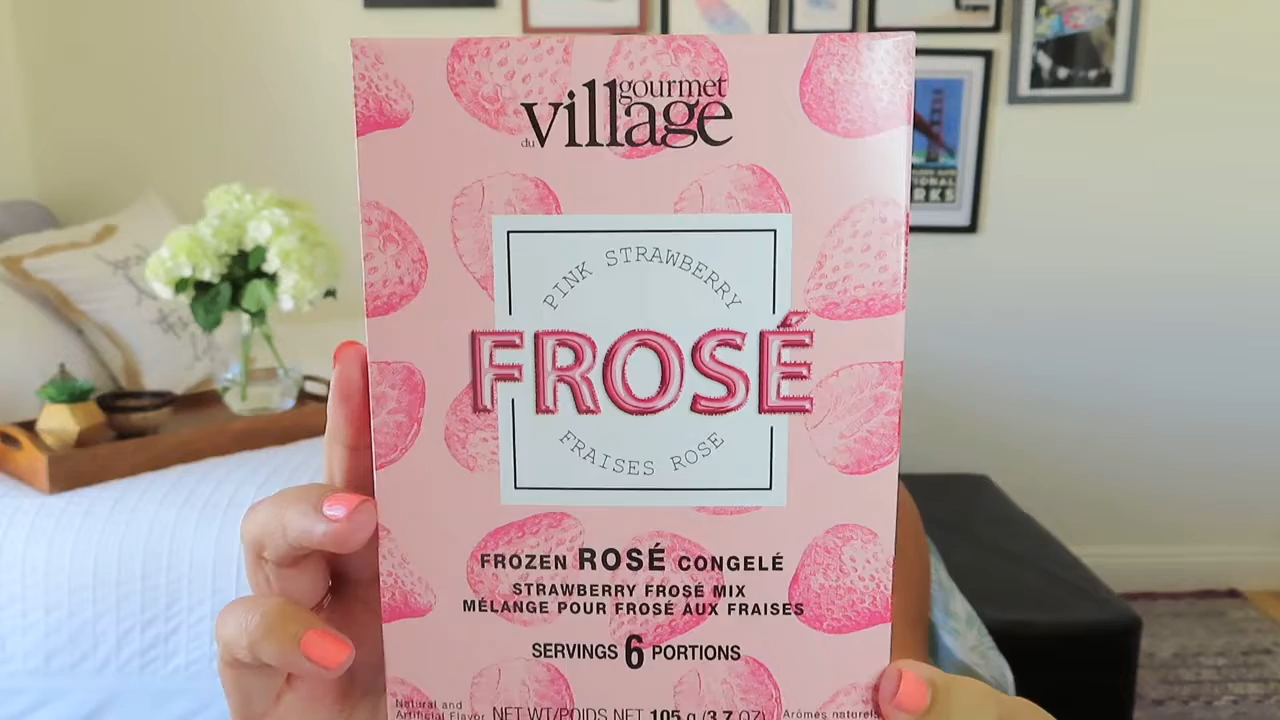 gourmet
du village
PINK STRAWBERRY
FROSÉ
FRAISES ROSE
FROZEN ROSÉ CONGELÉ
STRAWBERRY FROSÉ MIX
MÉLANGE POUR FROSÉ AUX FRAISES
SERVINGS 6 PORTIONS
Natural and
Artificial Flavor
NET WT/POIDS NET 105 g (3.7 OZ)
Arômes naturels